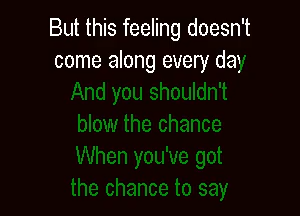 But this feeling doesn't
come along every day
And you shouldn't
blow the chance
When you've got
the chance to say